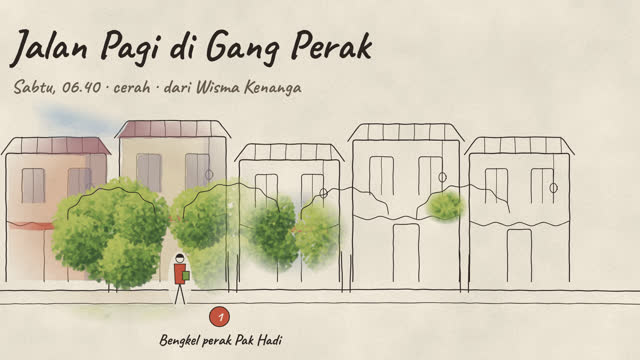 Jalan Pagi di Gang Perak
Sabtu, 06.40 · cerah · dari Wisma Kenanga
1
Bengkel perak Pak Hadi